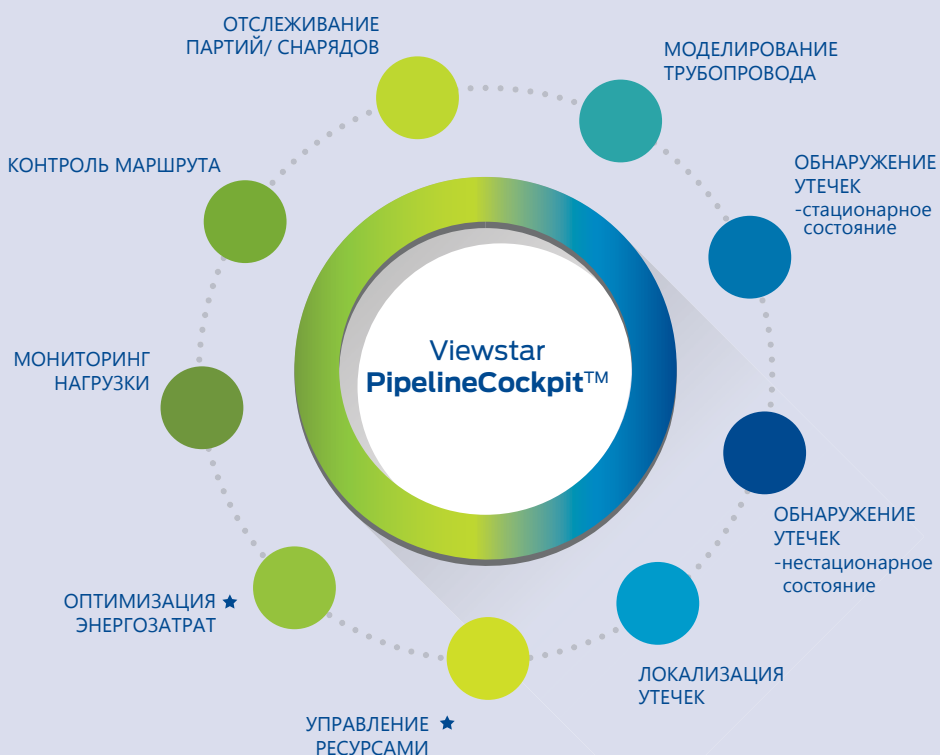 ОТСЛЕЖИВАНИЕ
ПАРТИЙ/ СНАРЯДОВ
МОДЕЛИРОВАНИЕ
ТРУБОПРОВОДА
КОНТРОЛЬ МАРШРУТА
ОБНАРУЖЕНИЕ
УТЕЧЕК
-стационарное
состояние
Viewstar
PipelineCockpit™
МОНИТОРИНГ
НАГРУЗКИ
ОБНАРУЖЕНИЕ
УТЕЧЕК
-нестационарное
состояние
ОПТИМИЗАЦИЯ ★
ЭНЕРГОЗАТРАТ
ЛОКАЛИЗАЦИЯ
УТЕЧЕК
УПРАВЛЕНИЕ ★
РЕСУРСАМИ